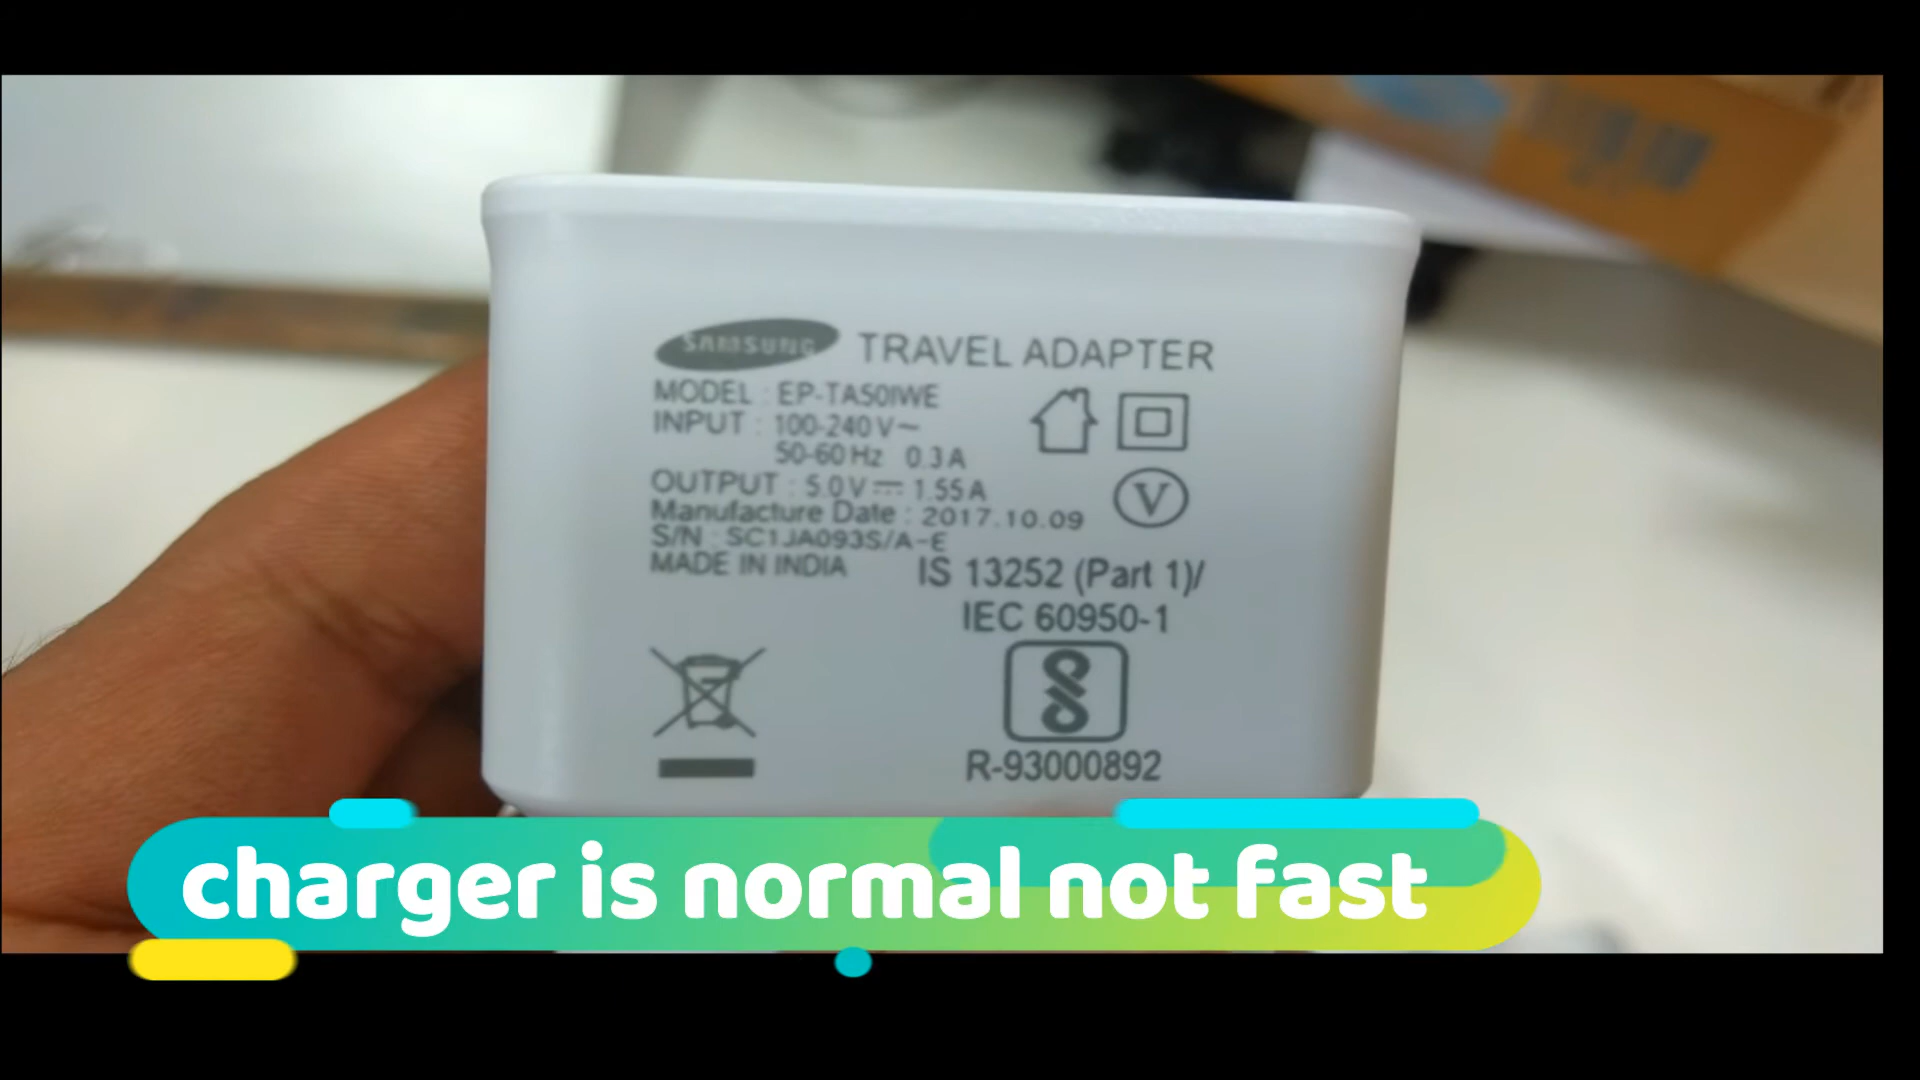 SAMSUNG TRAVEL ADAPTER
MODEL : EP-TA50IWE
INPUT : 100-240V~
50-60Hz 0.3A
OUTPUT : 5.0V⎓ 1.55A
Manufacture Date : 2017.10.09
S/N : SC1JA093S/A-E
MADE IN INDIA
IS 13252 (Part 1)/
IEC 60950-1
V
R-93000892
charger is normal not fast